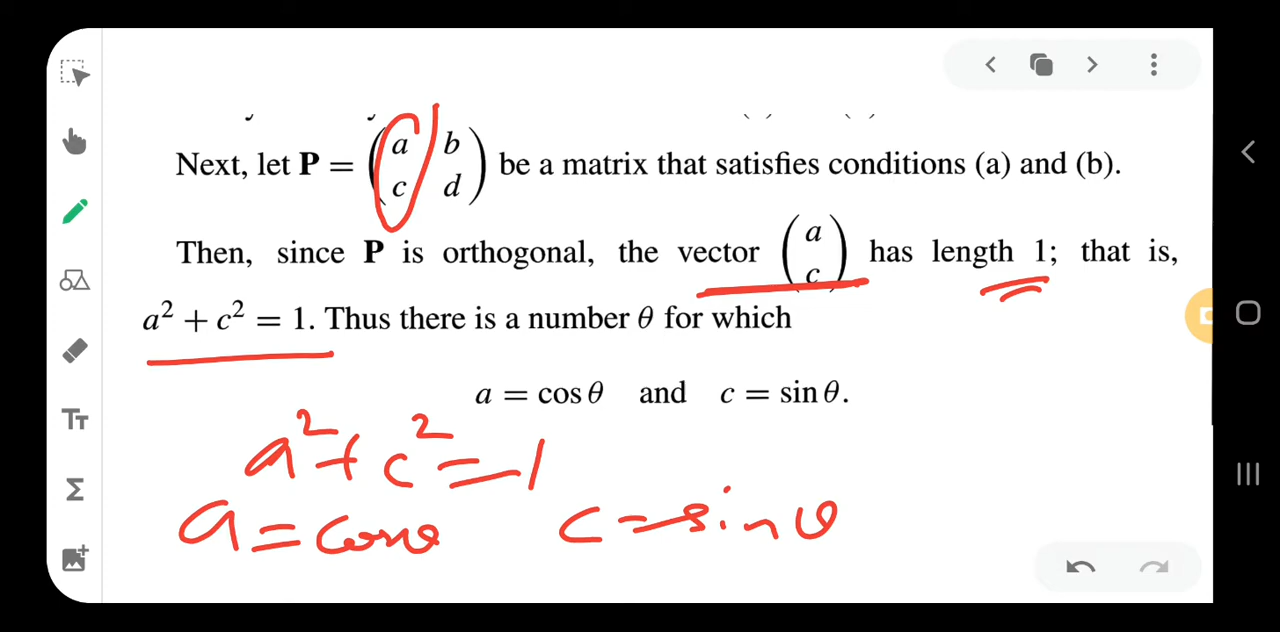 Next, let P = (a b
c d) be a matrix that satisfies conditions (a) and (b).
Then, since P is orthogonal, the vector (a
c) has length 1; that is,
a² + c² = 1. Thus there is a number θ for which
a = cos θ and c = sin θ.
a² + c² = 1
a = cosθ c = sinθ
Tт
Σ